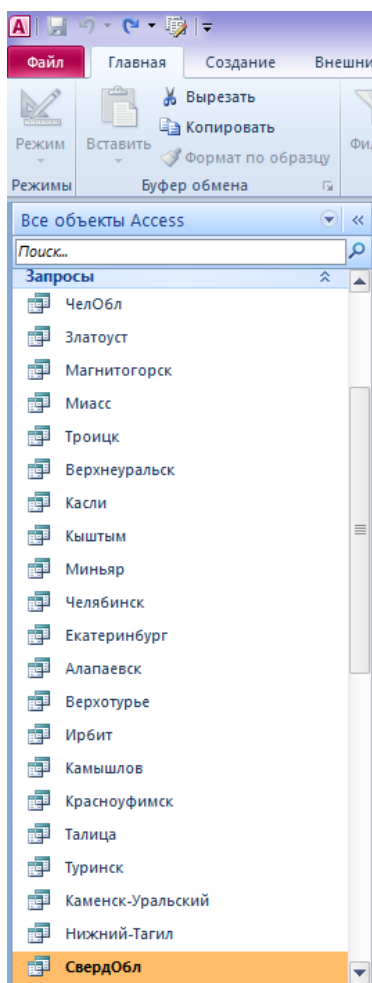 A
Файл Главная Создание Внешни
Режим
Вставить
Вырезать
Копировать
Формат по образцу
Режимы Буфер обмена
Все объекты Access
Поиск...
Запросы
ЧелОбл
Златоуст
Магнитогорск
Миасс
Троицк
Верхнеуральск
Касли
Кыштым
Миньяр
Челябинск
Екатеринбург
Алапаевск
Верхотурье
Ирбит
Камышлов
Красноуфимск
Талица
Туринск
Каменск-Уральский
Нижний-Тагил
СвердОбл